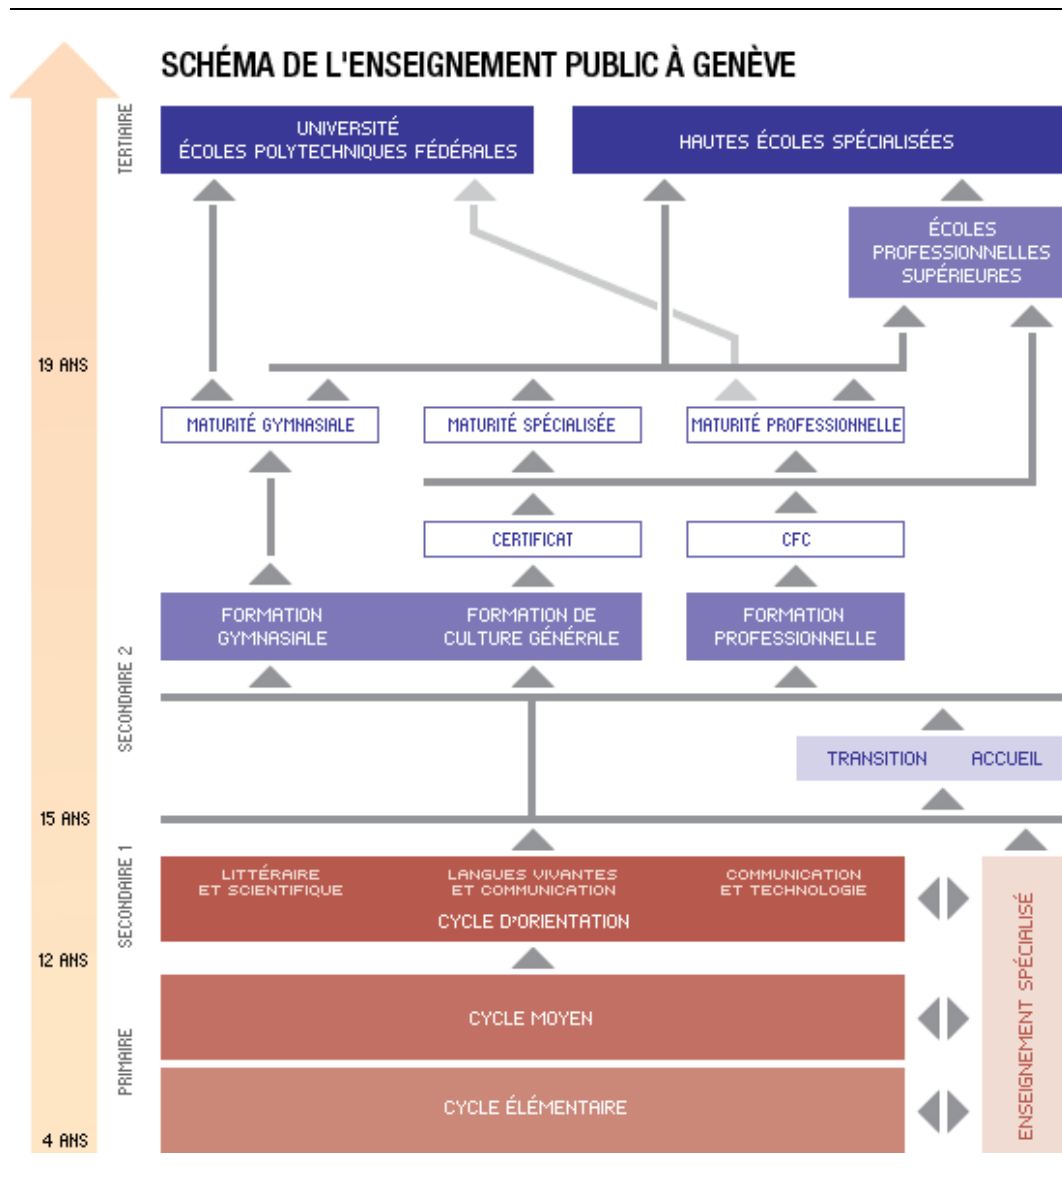 SCHÉMA DE L'ENSEIGNEMENT PUBLIC À GENÈVE
TERTIAIRE
UNIVERSITÉ
ÉCOLES POLYTECHNIQUES FÉDÉRALES
HAUTES ÉCOLES SPÉCIALISÉES
ÉCOLES
PROFESSIONNELLES
SUPÉRIEURES
19 ANS
MATURITÉ GYMNASIALE
MATURITÉ SPÉCIALISÉE
MATURITÉ PROFESSIONNELLE
CERTIFICAT
CFC
FORMATION
GYMNASIALE
FORMATION DE
CULTURE GÉNÉRALE
FORMATION
PROFESSIONNELLE
SECONDAIRE 2
TRANSITION
ACCUEIL
15 ANS
SECONDAIRE 1
LITTÉRAIRE
ET SCIENTIFIQUE
LANGUES VIVANTES
ET COMMUNICATION
COMMUNICATION
ET TECHNOLOGIE
CYCLE D'ORIENTATION
ENSEIGNEMENT SPÉCIALISÉ
12 ANS
PRIMAIRE
CYCLE MOYEN
CYCLE ÉLÉMENTAIRE
4 ANS